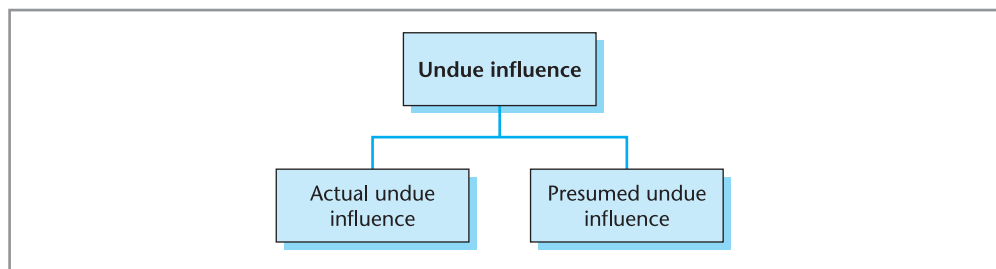 Undue influence
Actual undue
influence
Presumed undue
influence